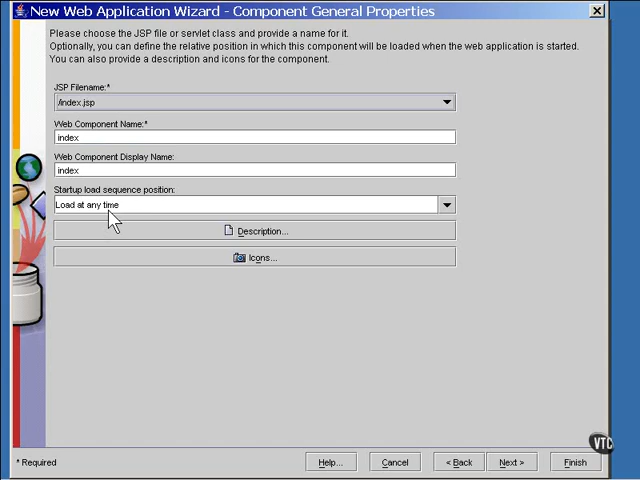 New Web Application Wizard - Component General Properties
Please choose the JSP file or servlet class and provide a name for it.
Optionally, you can define the relative position in which this component will be loaded when the web application is started.
You can also provide a description and icons for the component.
JSP Filename:*
/index.jsp
Web Component Name:*
index
Web Component Display Name:
index
Startup load sequence position:
Load at any time
Description...
Icons...
VTC
* Required
Help...
Cancel
< Back
Next >
Finish